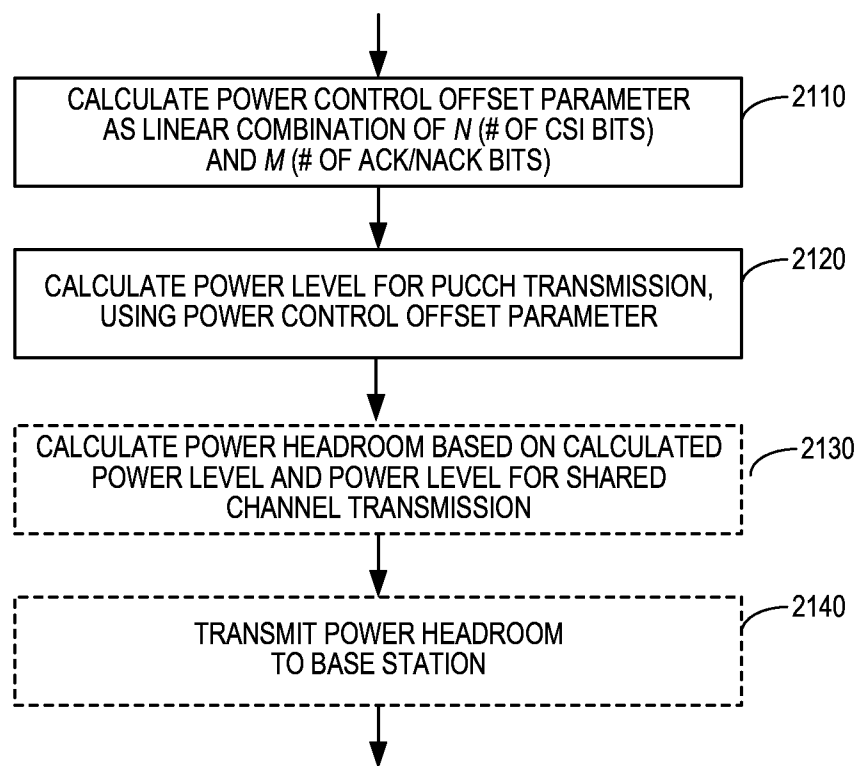 CALCULATE POWER CONTROL OFFSET PARAMETER
AS LINEAR COMBINATION OF N (# OF CSI BITS)
AND M (# OF ACK/NACK BITS)
2110
CALCULATE POWER LEVEL FOR PUCCH TRANSMISSION,
USING POWER CONTROL OFFSET PARAMETER
2120
CALCULATE POWER HEADROOM BASED ON CALCULATED
POWER LEVEL AND POWER LEVEL FOR SHARED
CHANNEL TRANSMISSION
2130
TRANSMIT POWER HEADROOM
TO BASE STATION
2140